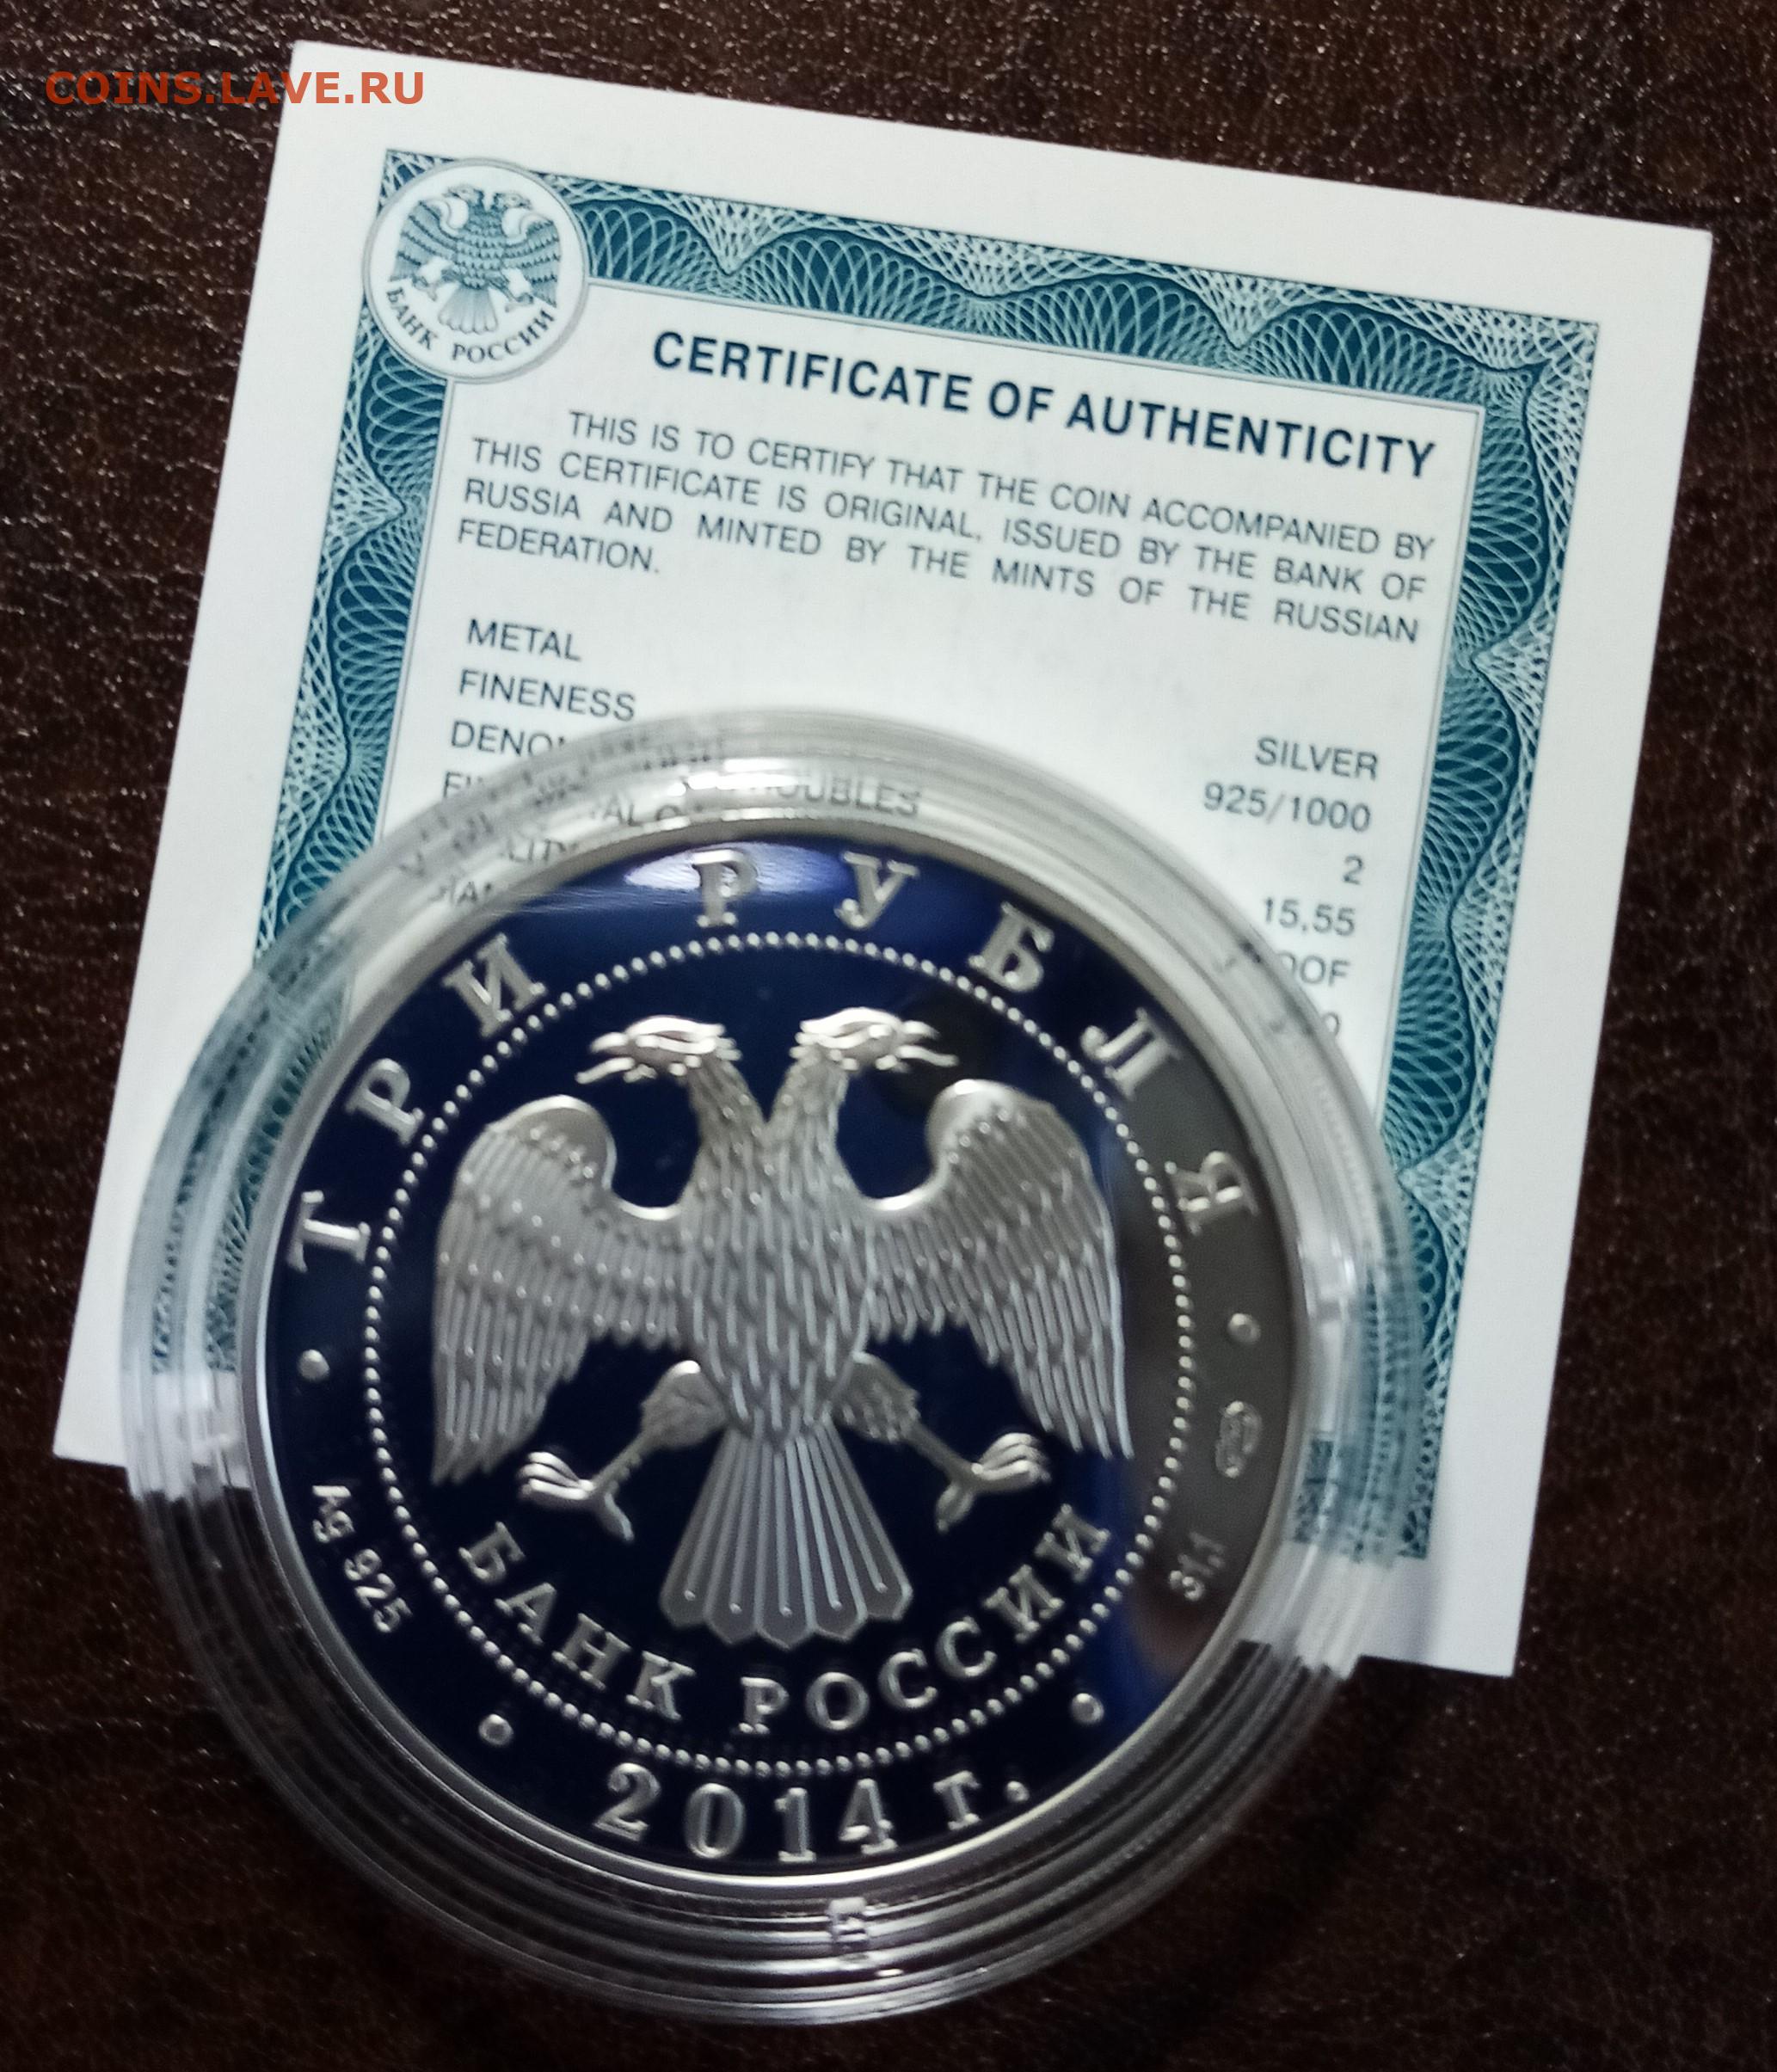 COINS.LAVE.RU
БАНК РОССИИ
CERTIFICATE OF AUTHENTICITY
THIS IS TO CERTIFY THAT THE COIN ACCOMPANIED BY
THIS CERTIFICATE IS ORIGINAL, ISSUED BY THE BANK OF
RUSSIA AND MINTED BY THE MINTS OF THE RUSSIAN
FEDERATION.
METAL SILVER
FINENESS 925/1000
2
15,55
ТРИ РУБЛЯ
БАНК РОССИИ
Ag 925
31,1
2014 г.